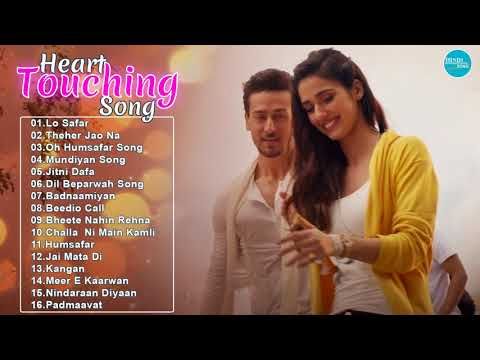 Heart
Touching
Song
01.Lo Safar
02.Theher Jao Na
03.Oh Humsafar Song
04.Mundiyan Song
05.Jitni Dafa
06.Dil Beparwah Song
07.Badnaamiyan
08.Beedio Call
09.Bheete Nahin Rehna
10.Challa  Ni Main Kamli
11.Humsafar
12.Jai Mata Di
13.Kangan
14.Meer E Kaarwan
15.Nindaraan Diyaan
16.Padmaavat
HINDI
SONG